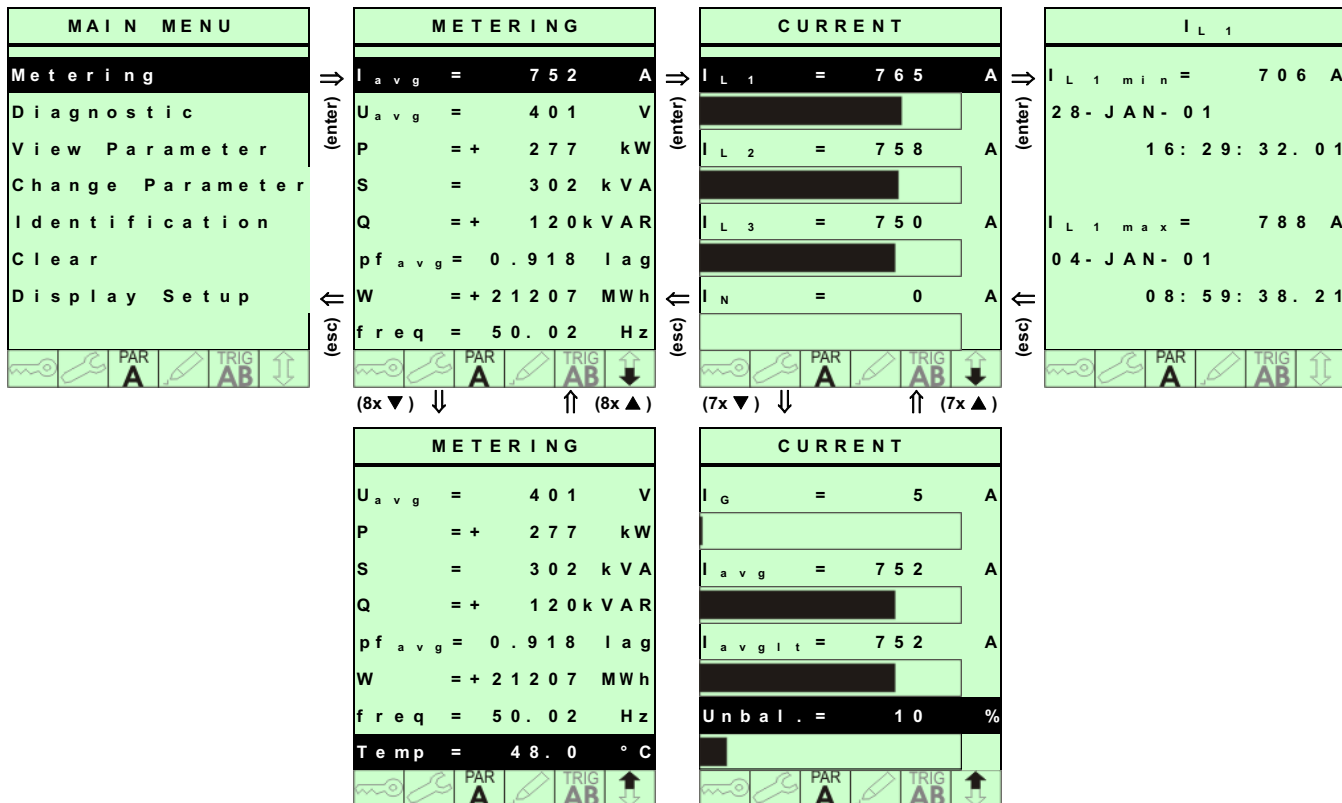 MAIN MENU
Metering
Diagnostic
View Parameter
Change Parameter
Identification
Clear
Display Setup
PAR
A
TRIG
AB
⇒
(enter)
⇐
(esc)
METERING
Iavg = 752 A
Uavg = 401 V
P =+ 277 kW
S = 302 kVA
Q =+ 120kVAR
pfavg= 0.918 lag
W =+21207 MWh
freq = 50.02 Hz
PAR
A
TRIG
AB
⇒
(enter)
⇐
(esc)
CURRENT
IL1 = 765 A
IL2 = 758 A
IL3 = 750 A
IN = 0 A
PAR
A
TRIG
AB
⇒
(enter)
⇐
(esc)
IL1
IL1min= 706 A
28-JAN-01
16:29:32.01
IL1max= 788 A
04-JAN-01
08:59:38.21
PAR
A
TRIG
AB
(8x ▼) ⇓ ⇑ (8x ▲)
(7x ▼) ⇓ ⇑ (7x ▲)
METERING
Uavg = 401 V
P =+ 277 kW
S = 302 kVA
Q =+ 120kVAR
pfavg= 0.918 lag
W =+21207 MWh
freq = 50.02 Hz
Temp = 48.0 °C
PAR
A
TRIG
AB
CURRENT
IG = 5 A
Iavg = 752 A
Iavglt = 752 A
Unbal.= 10 %
PAR
A
TRIG
AB